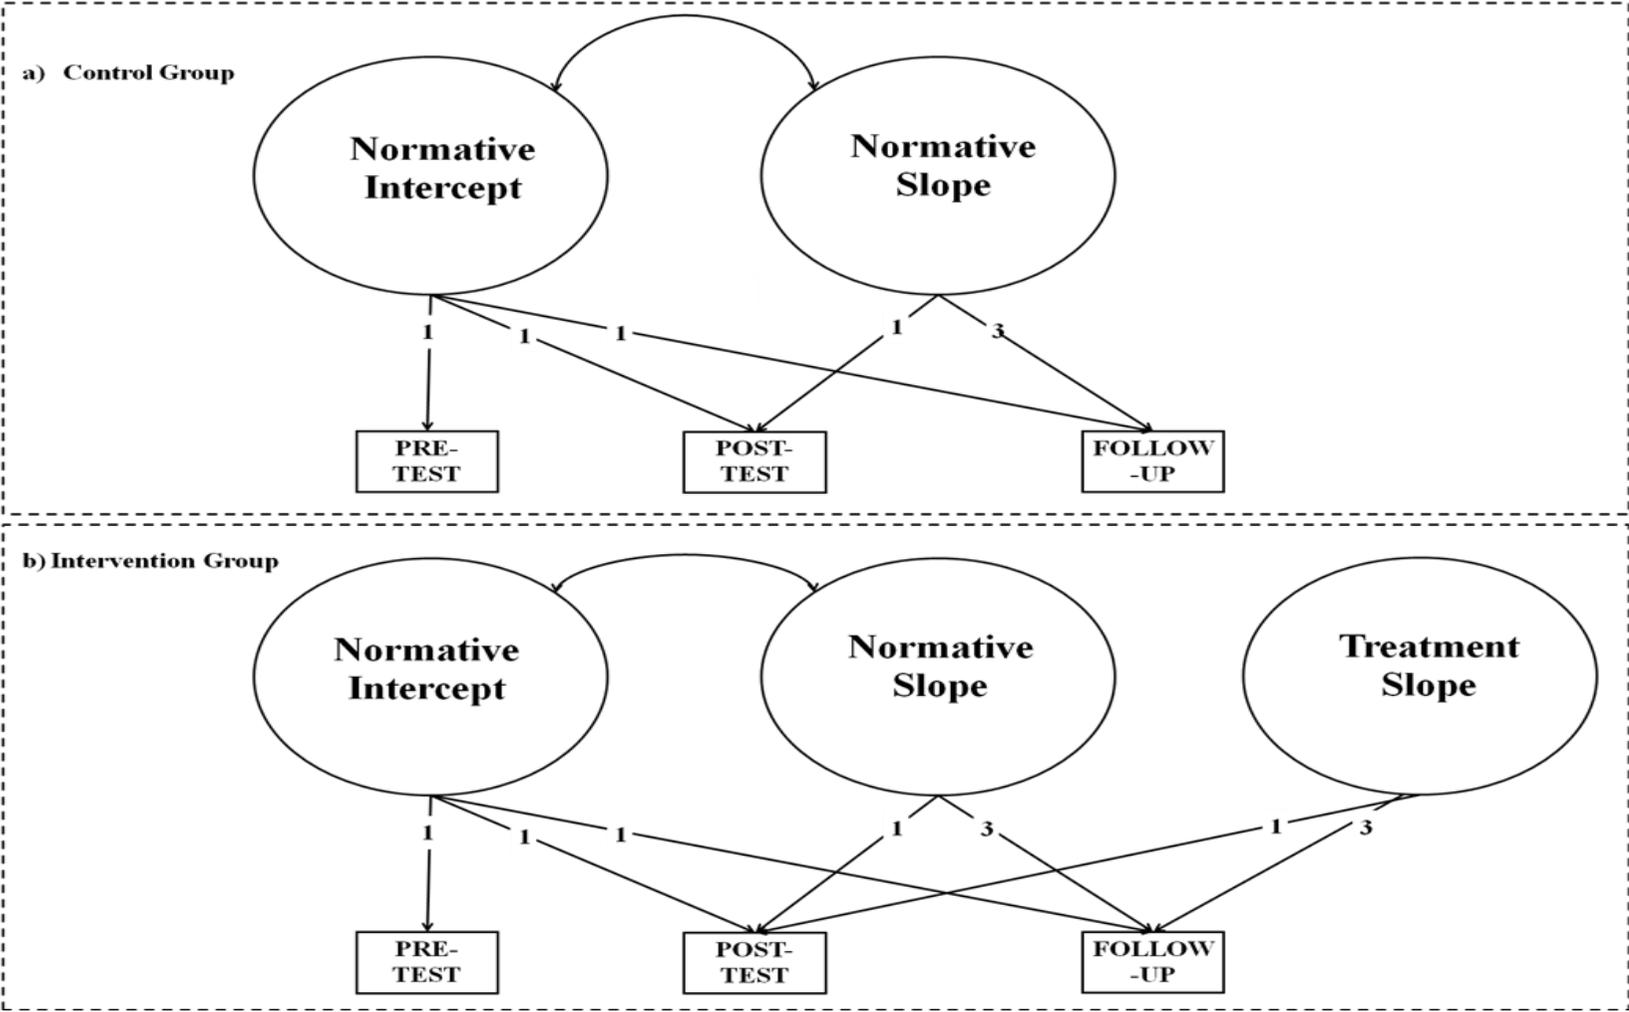 a) Control Group
Normative
Intercept
Normative
Slope
1
1
1
1
3
PRE-
TEST
POST-
TEST
FOLLOW
-UP
b) Intervention Group
Normative
Intercept
Normative
Slope
Treatment
Slope
1
1
1
1
3
1
3
PRE-
TEST
POST-
TEST
FOLLOW
-UP